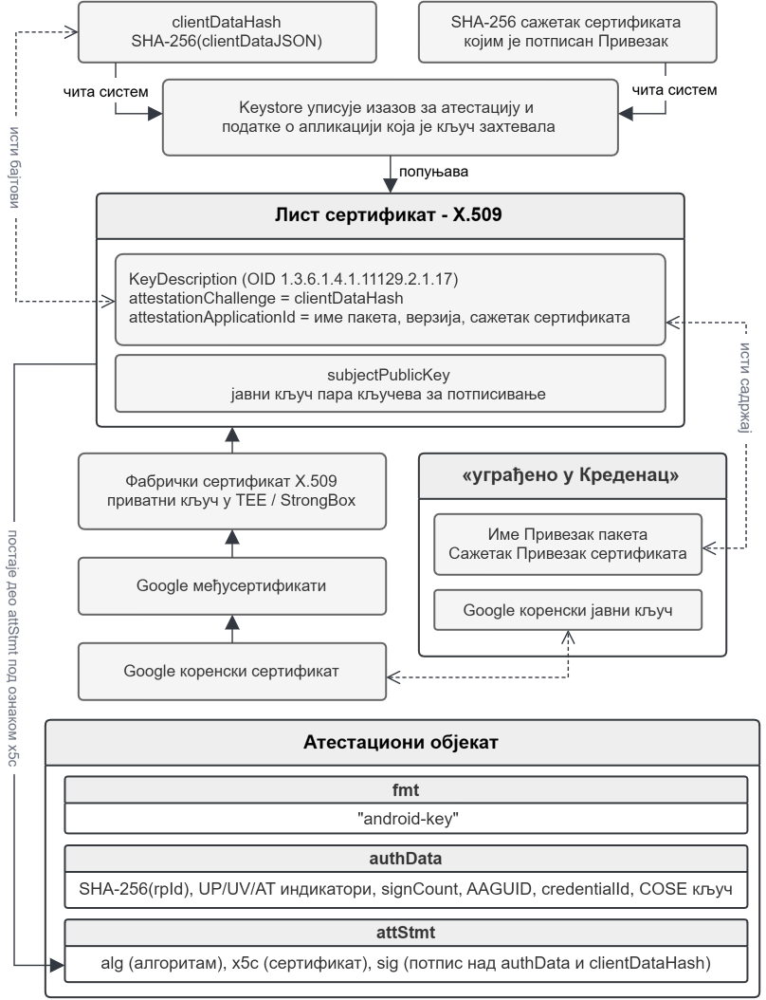 clientDataHash
SHA-256(clientDataJSON)
SHA-256 сажетак сертификата
којим је потписан Привезак
чита систем
чита систем
Keystore уписује изазов за атестацију и
податке о апликацији која је кључ захтевала
исти бајтови
попуњава
Лист сертификат - X.509
KeyDescription (OID 1.3.6.1.4.1.11129.2.1.17)
attestationChallenge = clientDataHash
attestationApplicationId = име пакета, верзија, сажетак сертификата
subjectPublicKey
јавни кључ пара кључева за потписивање
исти садржај
Фабрички сертификат X.509
приватни кључ у TEE / StrongBox
«уграђено у Креденац»
Име Привезак пакета
Сажетак Привезак сертификата
Google међусертификати
Google коренски јавни кључ
Google коренски сертификат
постаје део attStmt под ознаком x5c
Атестациони објекат
fmt
"android-key"
authData
SHA-256(rpId), UP/UV/AT индикатори, signCount, AAGUID, credentialId, COSE кључ
attStmt
alg (алгоритам), x5c (сертификат), sig (потпис над authData и clientDataHash)